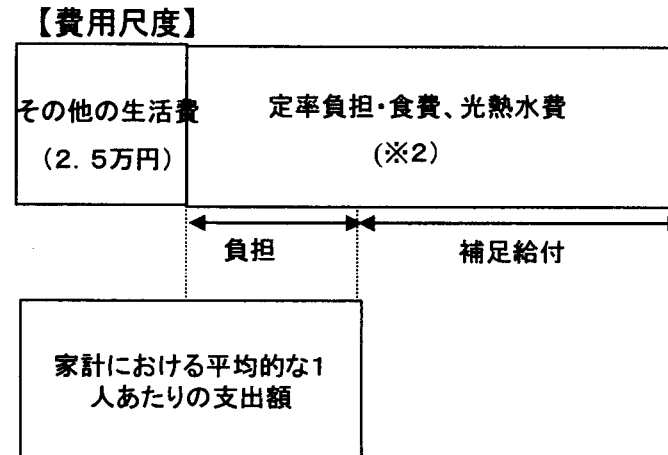 【費用尺度】
その他の生活費
（2．5万円）
定率負担・食費、光熱水費
(※2)
負担
補足給付
家計における平均的な1
人あたりの支出額